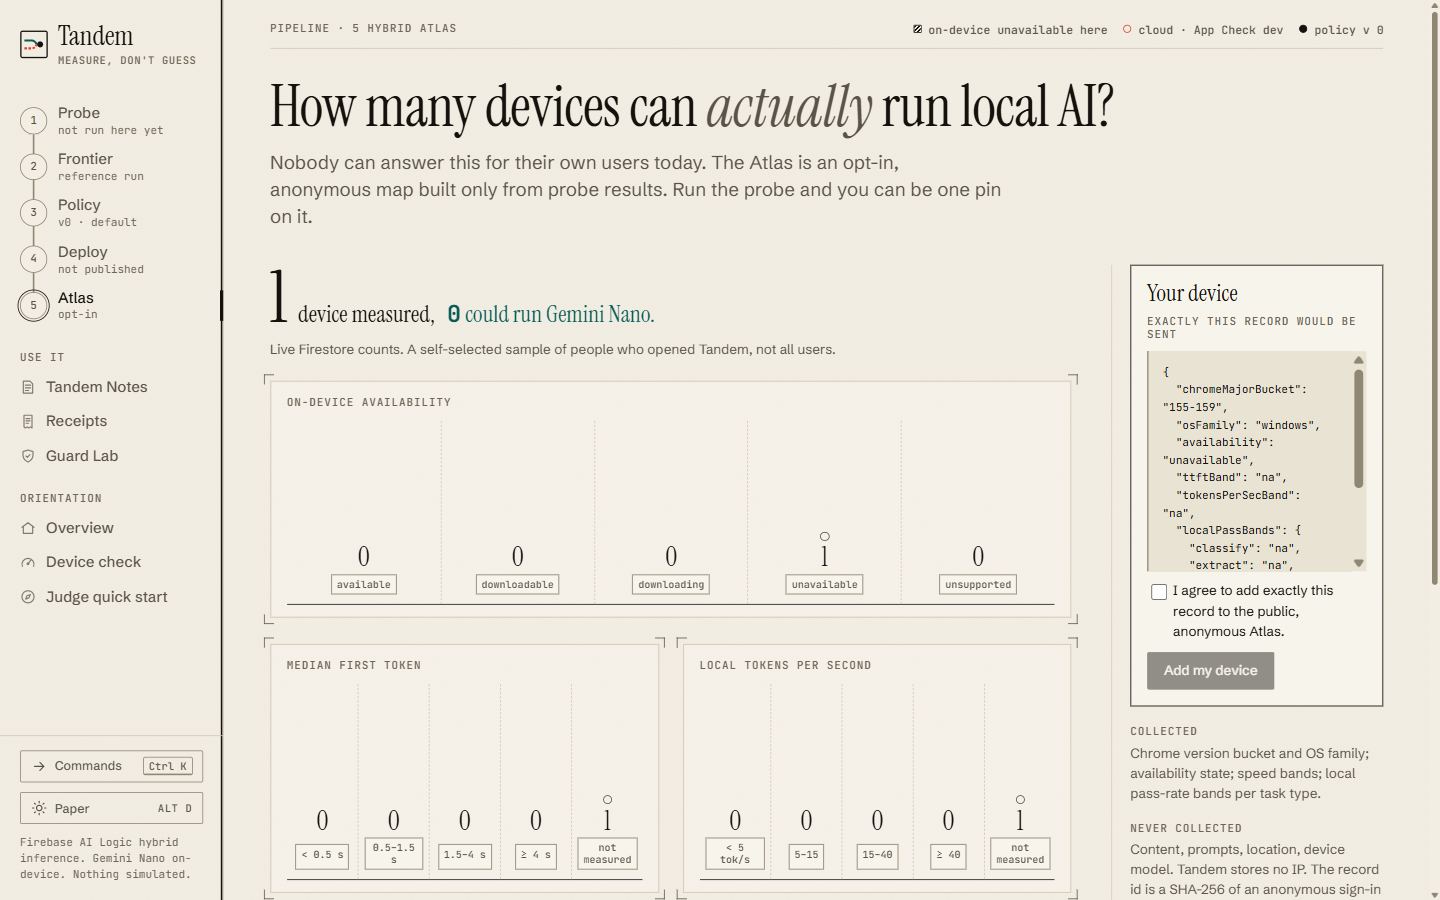 Tandem
MEASURE, DON'T GUESS
1
Probe
not run here yet
2
Frontier
reference run
3
Policy
v0 · default
4
Deploy
not published
5
Atlas
opt-in
USE IT
Tandem Notes
Receipts
Guard Lab
ORIENTATION
Overview
Device check
Judge quick start
Commands
Ctrl K
Paper
ALT D
Firebase AI Logic hybrid
inference. Gemini Nano on-
device. Nothing simulated.
PIPELINE · 5 HYBRID ATLAS
on-device unavailable here
cloud · App Check dev
policy v 0
How many devices can actually run local AI?
Nobody can answer this for their own users today. The Atlas is an opt-in,
anonymous map built only from probe results. Run the probe and you can be one pin
on it.
1 device measured, 0 could run Gemini Nano.
Live Firestore counts. A self-selected sample of people who opened Tandem, not all users.
ON-DEVICE AVAILABILITY
0 0 0 1 0
available downloadable downloading unavailable unsupported
MEDIAN FIRST TOKEN
0 0 0 0 1
< 0.5 s
0.5–1.5
s
1.5–4 s
≥ 4 s
not
measured
LOCAL TOKENS PER SECOND
0 0 0 0 1
< 5
tok/s
5–15
15–40
≥ 40
not
measured
Your device
EXACTLY THIS RECORD WOULD BE
SENT
{
"chromeMajorBucket":
"155-159",
"osFamily": "windows",
"availability":
"unavailable",
"ttftBand": "na",
"tokensPerSecBand":
"na",
"localPassBands": {
"classify": "na",
"extract": "na",
I agree to add exactly this
record to the public,
anonymous Atlas.
Add my device
COLLECTED
Chrome version bucket and OS family;
availability state; speed bands; local
pass-rate bands per task type.
NEVER COLLECTED
Content, prompts, location, device
model. Tandem stores no IP. The record
id is a SHA-256 of an anonymous sign-in